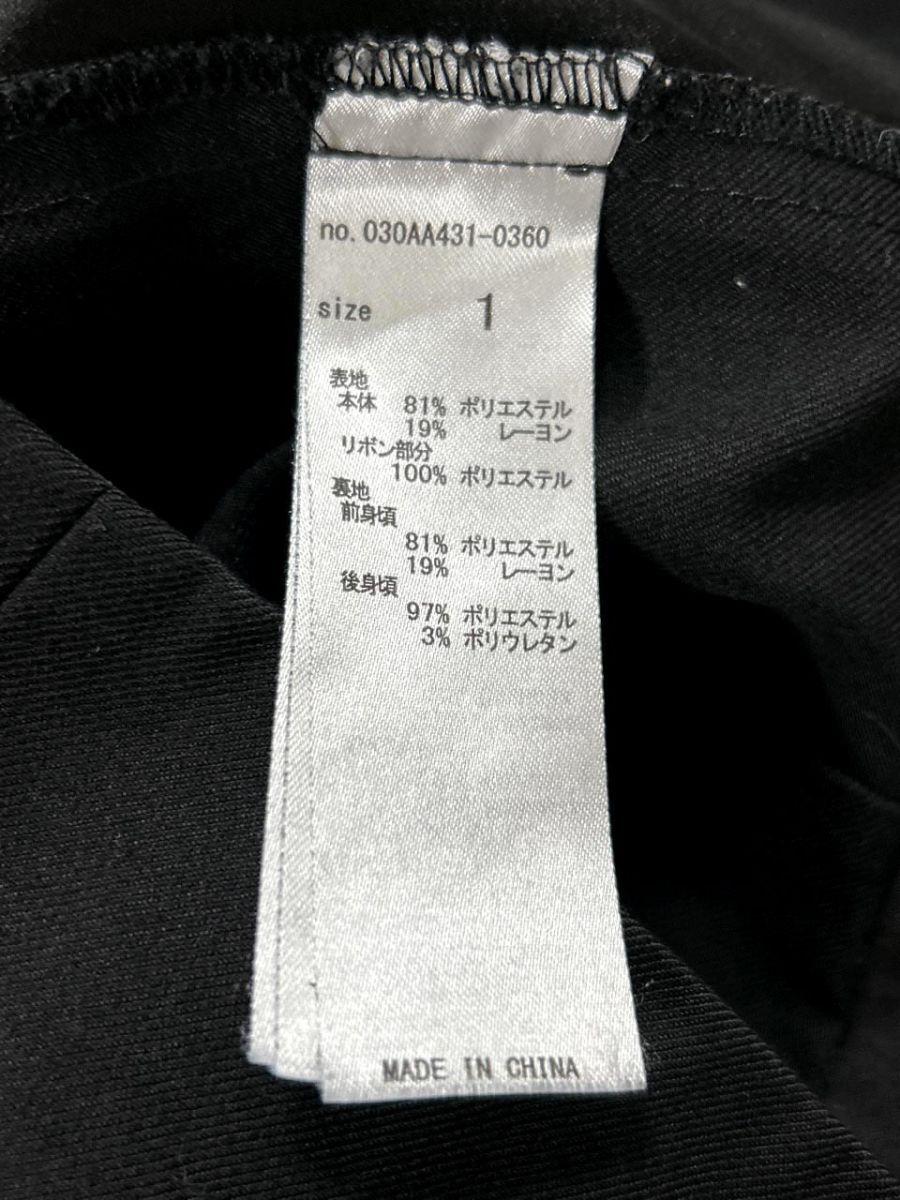 no. 030AA431-0360
size 1
表地
本体 81% ポリエステル
19% レーヨン
リボン部分
100% ポリエステル
裏地
前身頃
81% ポリエステル
19% レーヨン
後身頃
97% ポリエステル
3% ポリウレタン
MADE IN CHINA